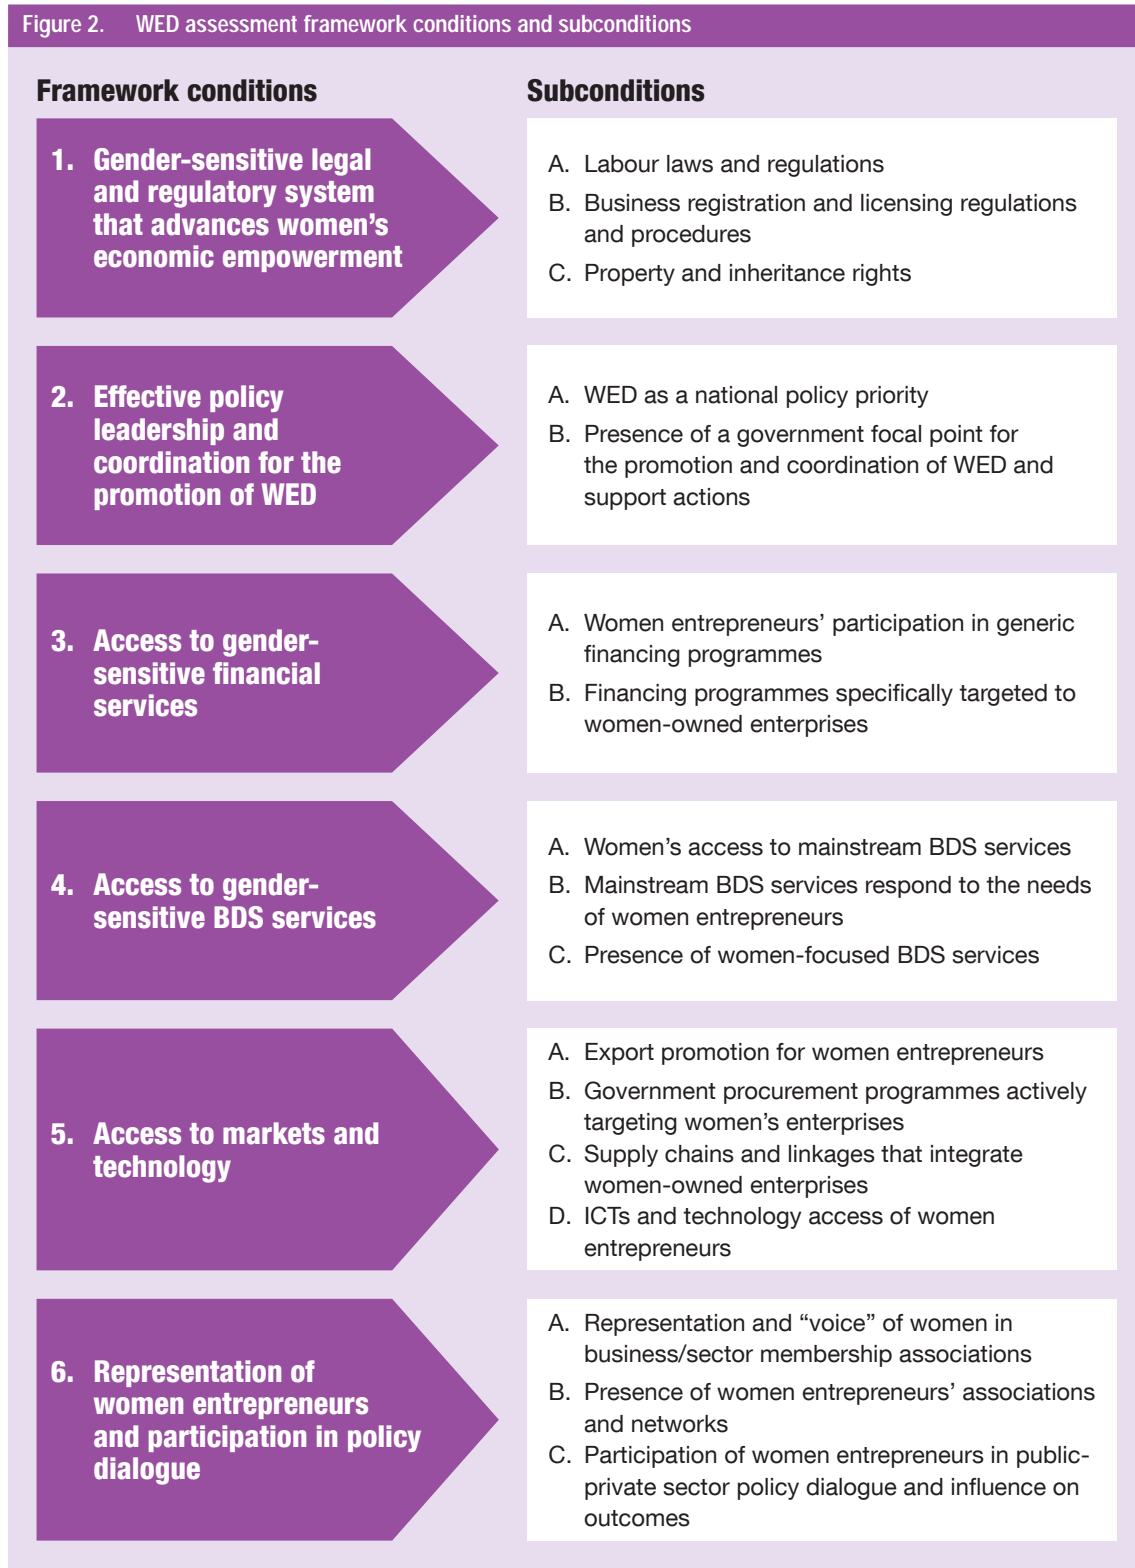 Figure 2. WED assessment framework conditions and subconditions
Framework conditions
Subconditions
1. Gender-sensitive legal
and regulatory system
that advances women’s
economic empowerment
A. Labour laws and regulations
B. Business registration and licensing regulations
and procedures
C. Property and inheritance rights
2. Effective policy
leadership and
coordination for the
promotion of WED
A. WED as a national policy priority
B. Presence of a government focal point for
the promotion and coordination of WED and
support actions
3. Access to gender-
sensitive financial
services
A. Women entrepreneurs’ participation in generic
financing programmes
B. Financing programmes specifically targeted to
women-owned enterprises
4. Access to gender-
sensitive BDS services
A. Women’s access to mainstream BDS services
B. Mainstream BDS services respond to the needs
of women entrepreneurs
C. Presence of women-focused BDS services
5. Access to markets and
technology
A. Export promotion for women entrepreneurs
B. Government procurement programmes actively
targeting women’s enterprises
C. Supply chains and linkages that integrate
women-owned enterprises
D. ICTs and technology access of women
entrepreneurs
6. Representation of
women entrepreneurs
and participation in policy
dialogue
A. Representation and “voice” of women in
business/sector membership associations
B. Presence of women entrepreneurs’ associations
and networks
C. Participation of women entrepreneurs in public-
private sector policy dialogue and influence on
outcomes